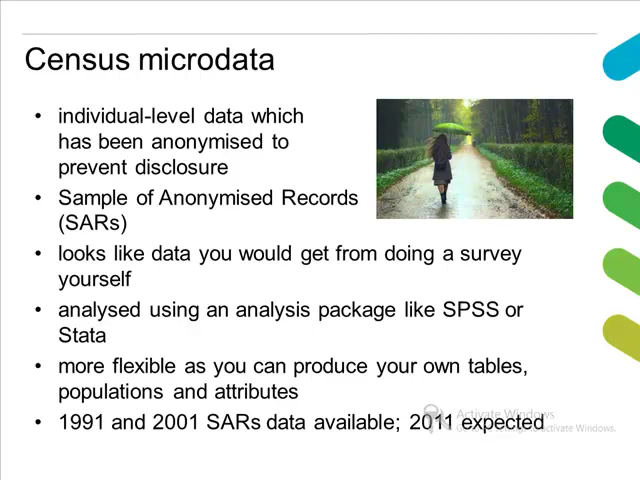 Census microdata
• individual-level data which
has been anonymised to
prevent disclosure
• Sample of Anonymised Records
(SARs)
• looks like data you would get from doing a survey
yourself
• analysed using an analysis package like SPSS or
Stata
• more flexible as you can produce your own tables,
populations and attributes
• 1991 and 2001 SARs data available; 2011 expected
Activate Windows
activate Windows.